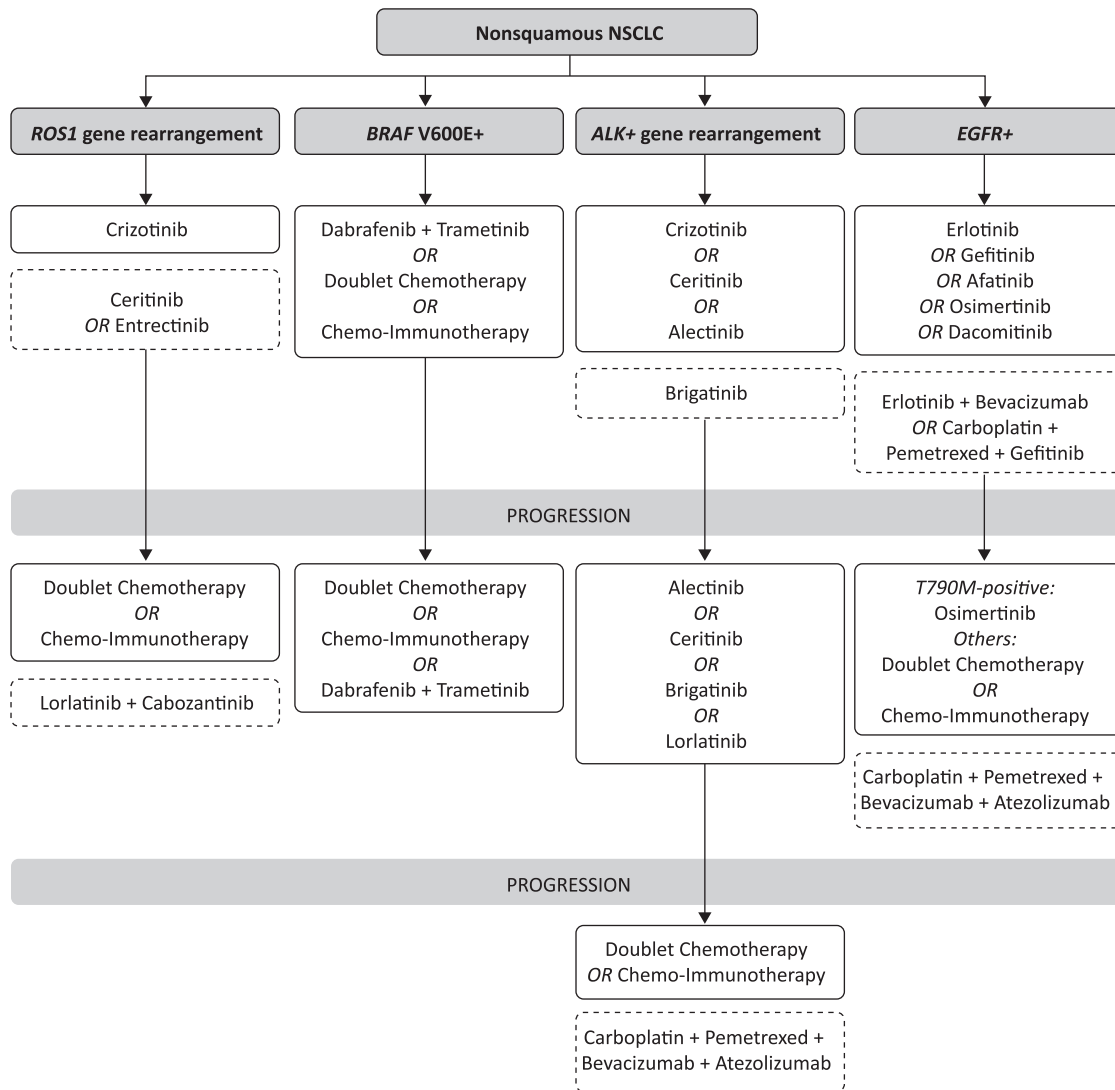 Nonsquamous NSCLC
ROS1 gene rearrangement
BRAF V600E+
ALK+ gene rearrangement
EGFR+
Crizotinib
Ceritinib
OR Entrectinib
Dabrafenib + Trametinib
OR
Doublet Chemotherapy
OR
Chemo-Immunotherapy
Crizotinib
OR
Ceritinib
OR
Alectinib
Brigatinib
Erlotinib
OR Gefitinib
OR Afatinib
OR Osimertinib
OR Dacomitinib
Erlotinib + Bevacizumab
OR Carboplatin +
Pemetrexed + Gefitinib
PROGRESSION
Doublet Chemotherapy
OR
Chemo-Immunotherapy
Lorlatinib + Cabozantinib
Doublet Chemotherapy
OR
Chemo-Immunotherapy
OR
Dabrafenib + Trametinib
Alectinib
OR
Ceritinib
OR
Brigatinib
OR
Lorlatinib
T790M-positive:
Osimertinib
Others:
Doublet Chemotherapy
OR
Chemo-Immunotherapy
Carboplatin + Pemetrexed +
Bevacizumab + Atezolizumab
PROGRESSION
Doublet Chemotherapy
OR Chemo-Immunotherapy
Carboplatin + Pemetrexed +
Bevacizumab + Atezolizumab